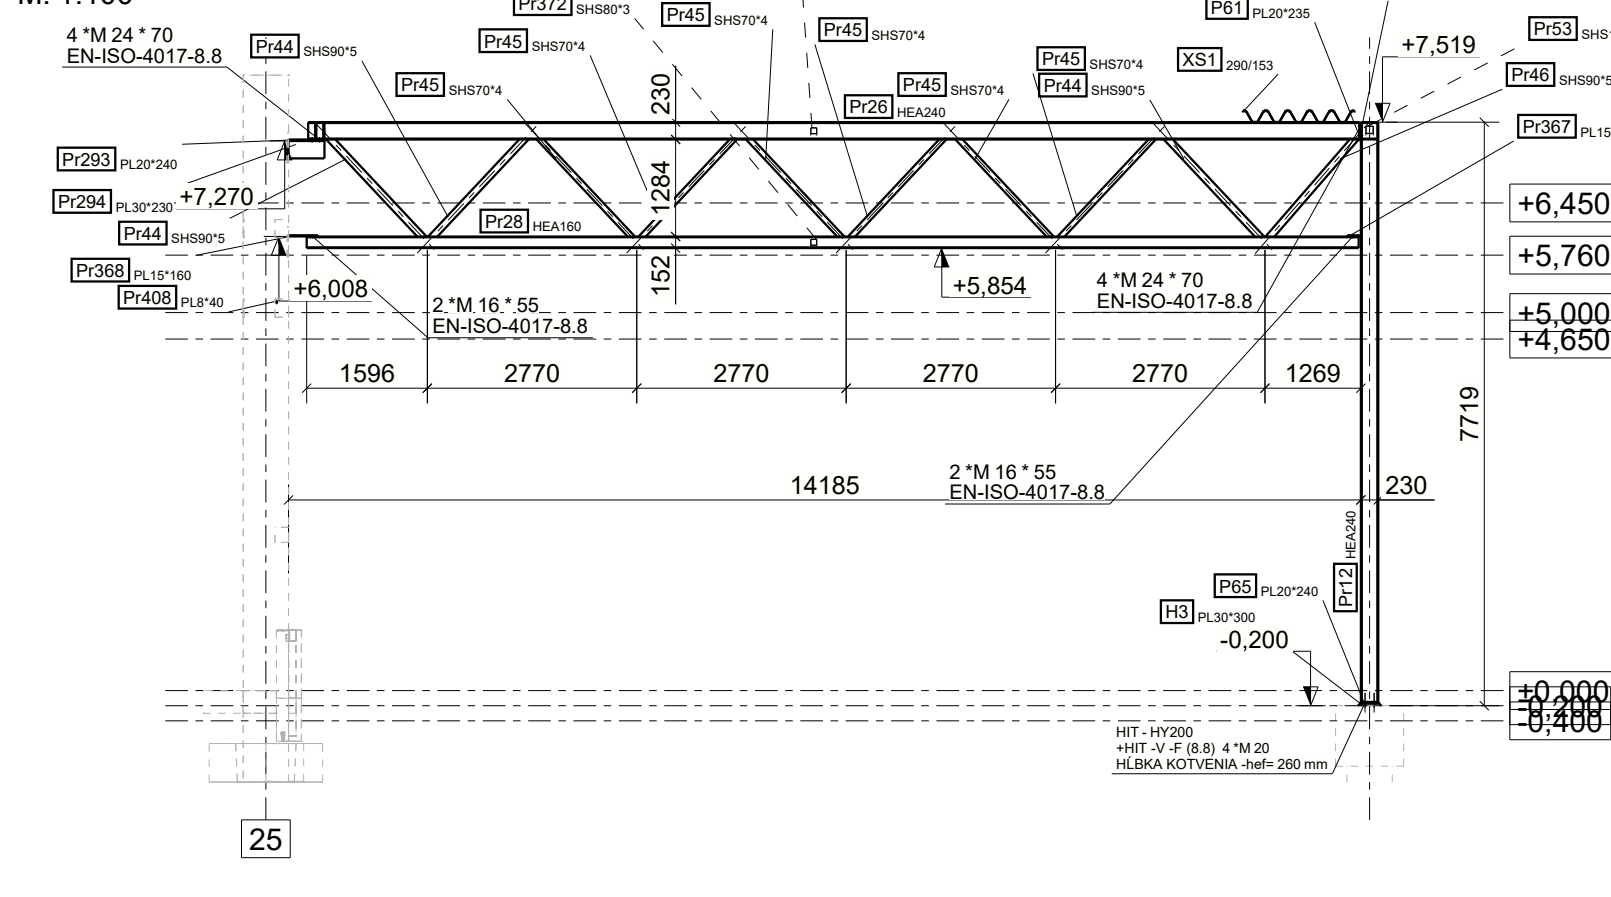 M: 1:100
4 *M 24 * 70
EN-ISO-4017-8.8
Pr44 SHS90*5
Pr45 SHS70*4
Pr45 SHS70*4
Pr372 SHS80*3
Pr45 SHS70*4
Pr45 SHS70*4
Pr26 HEA240
Pr45 SHS70*4
Pr45 SHS70*4
Pr44 SHS90*5
XS1 290/153
P61 PL20*235
+7,519
Pr53 SHS
Pr46 SHS90*5
Pr367 PL15
230
1284
152
Pr293 PL20*240
Pr294 PL30*230
+7,270
Pr44 SHS90*5
Pr368 PL15*160
Pr408 PL8*40
+6,008
Pr28 HEA160
2 *M 16 * 55
EN-ISO-4017-8.8
+5,854
4 *M 24 * 70
EN-ISO-4017-8.8
+6,450
+5,760
+5,000
+4,650
1596
2770
2770
2770
2770
1269
7719
14185
2 *M 16 * 55
EN-ISO-4017-8.8
230
Pr12 HEA240
P65 PL20*240
H3 PL30*300
-0,200
±0,000
-0,200
-0,400
HIT - HY200
+HIT -V -F (8.8) 4 *M 20
HĹBKA KOTVENIA -hef= 260 mm
25